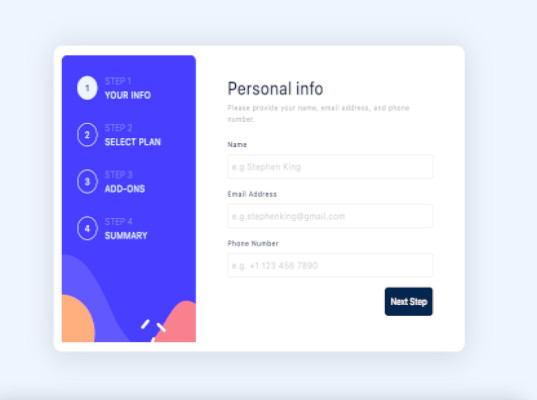 1
STEP 1
YOUR INFO
2
STEP 2
SELECT PLAN
3
STEP 3
ADD-ONS
4
STEP 4
SUMMARY
Personal info
Please provide your name, email address, and phone
number.
Name
e.g.Stephen King
Email Address
e.g.stephenking@gmail.com
Phone Number
e.g. +1 123 456 7890
Next Step